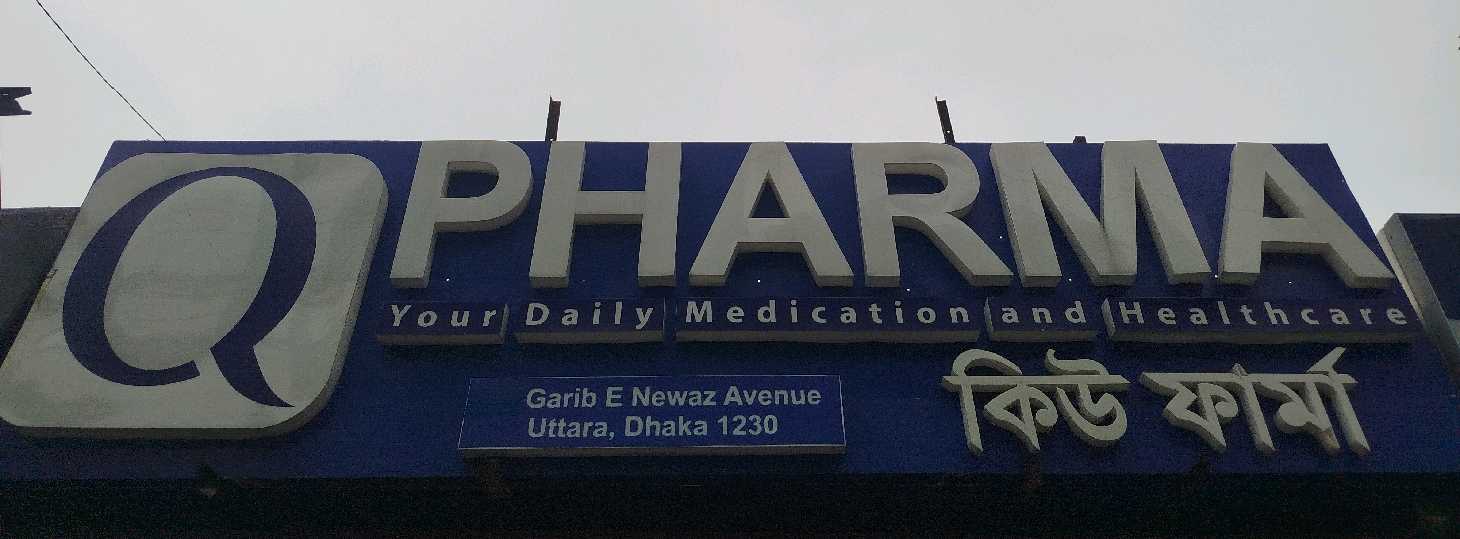 Q PHARMA
Your Daily Medication and Healthcare
Garib E Newaz Avenue
Uttara, Dhaka 1230
কিউ ফার্মা